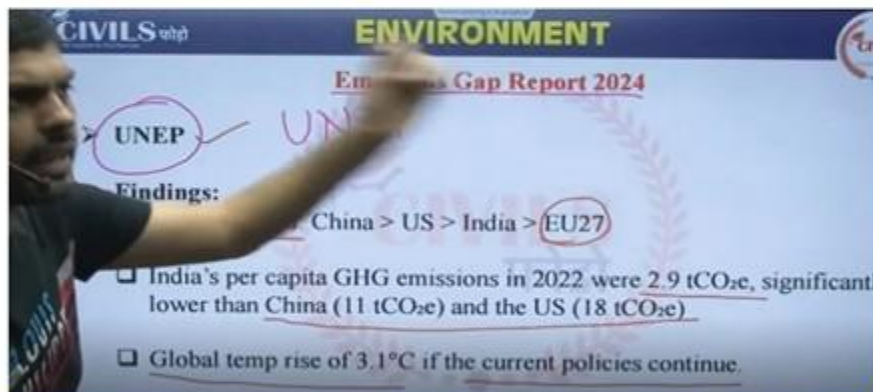 CIVILS फोहो
ENVIRONMENT
Gap Report 2024
UNEP
Findings:
China > US > India > EU27
India's per capita GHG emissions in 2022 were 2.9 tCO₂e,
lower than China (11 tCO₂e) and the US (18 tCO₂e)
Global temp rise of 3.1°C if the current policies continue.
CIVILS